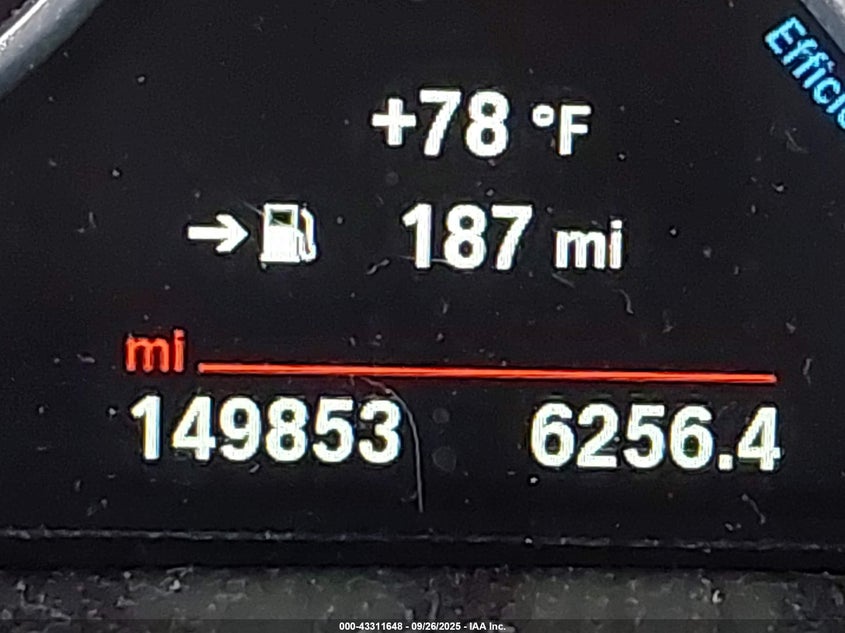 +78 °F
187 mi
mi
149853 6256.4
000-43311648 - 09/26/2025 - IAA Inc.